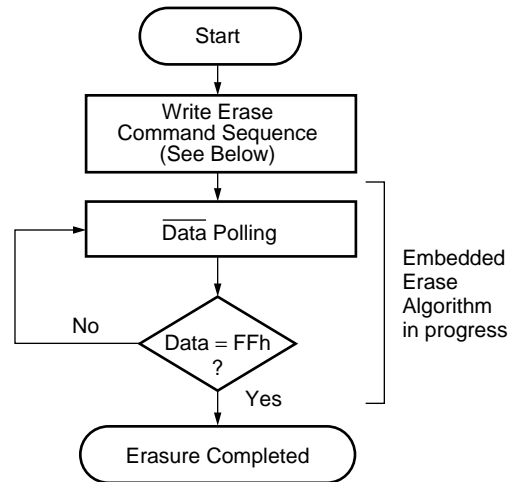 Start
Write Erase
Command Sequence
(See Below)
Data Polling
Embedded
Erase
Algorithm
in progress
No
Data = FFh
?
Yes
Erasure Completed